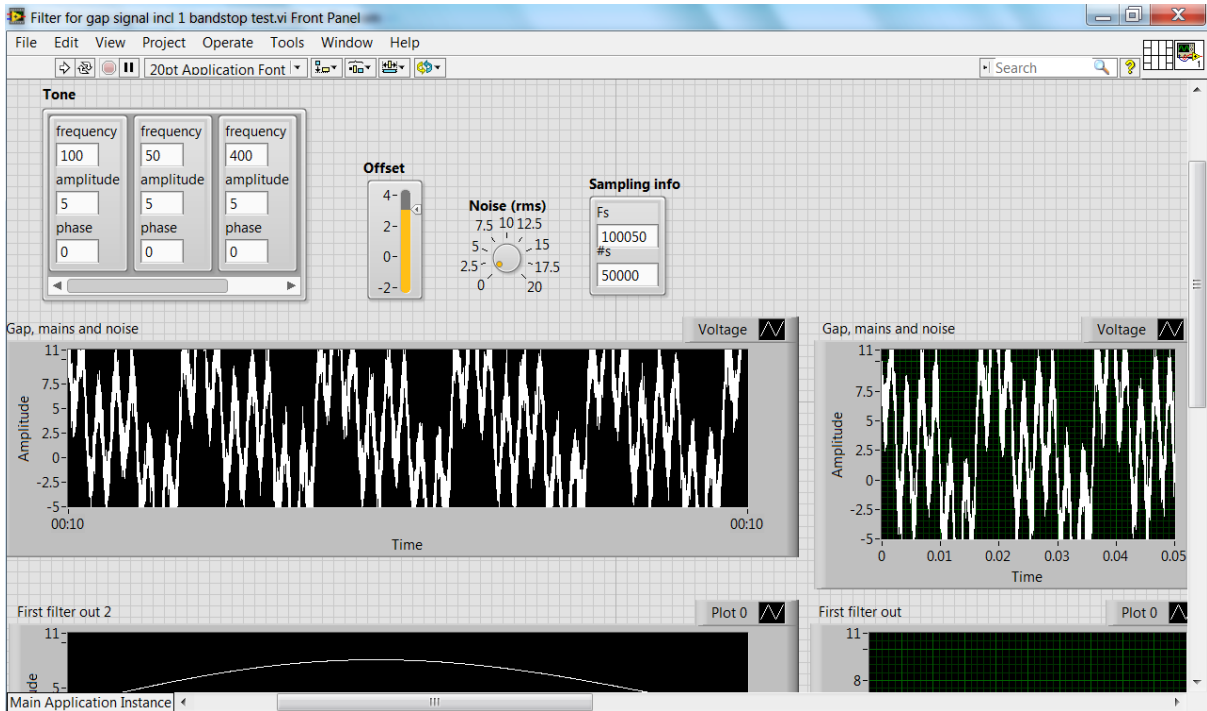 Filter for gap signal incl 1 bandstop test.vi Front Panel
File Edit View Project Operate Tools Window Help
20pt Application Font
Search
1
Tone
frequency frequency frequency
100 50 400
amplitude amplitude amplitude
5 5 5
phase phase phase
0 0 0
Offset
4
2
0
-2
Noise (rms)
7.5 10 12.5
5 15
2.5 17.5
0 20
Sampling info
Fs
100050
#s
50000
Gap, mains and noise
Voltage
11
7.5
5
2.5
0
-2.5
-5
Amplitude
00:10 00:10
Time
Gap, mains and noise
Voltage
11
7.5
5
2.5
0
-2.5
-5
Amplitude
0 0.01 0.02 0.03 0.04 0.05
Time
First filter out 2
Plot 0
11
5
First filter out
Plot 0
11
8
Main Application Instance